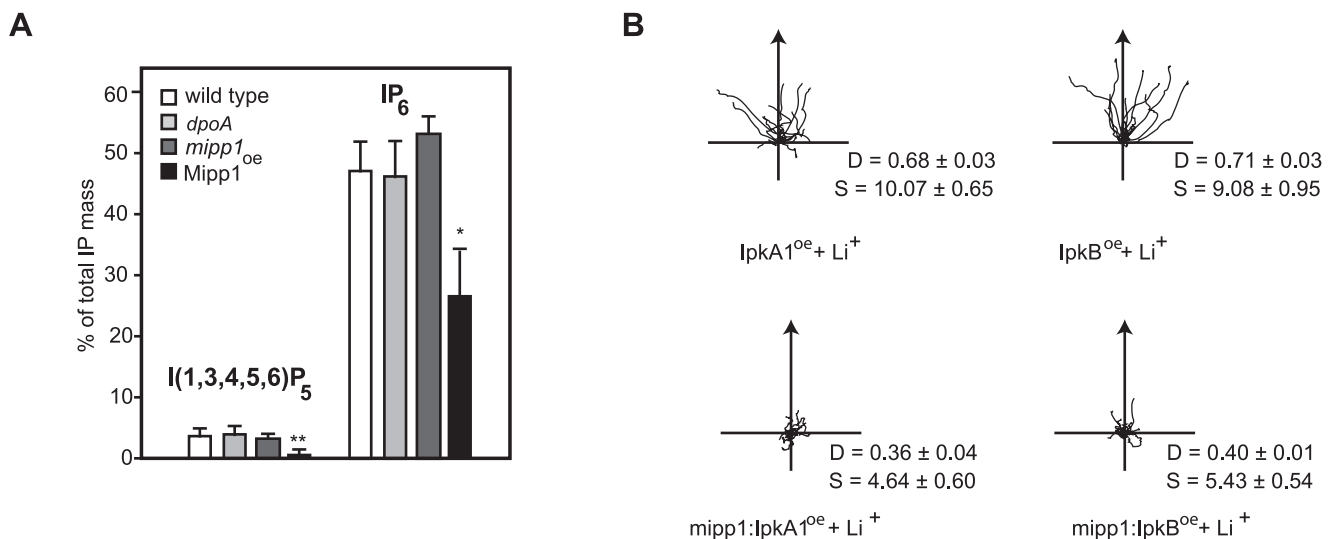 A
B
60
50
40
30
20
10
0
% of total IP mass
wild type
dpoA
mipp1
Mipp1oe
IP6
I(1,3,4,5,6)P5
**
*
D = 0.68 ± 0.03
S = 10.07 ± 0.65
IpkA1oe + Li+
D = 0.71 ± 0.03
S = 9.08 ± 0.95
IpkBoe + Li+
D = 0.36 ± 0.04
S = 4.64 ± 0.60
mipp1:IpkA1oe + Li+
D = 0.40 ± 0.01
S = 5.43 ± 0.54
mipp1:IpkBoe + Li+